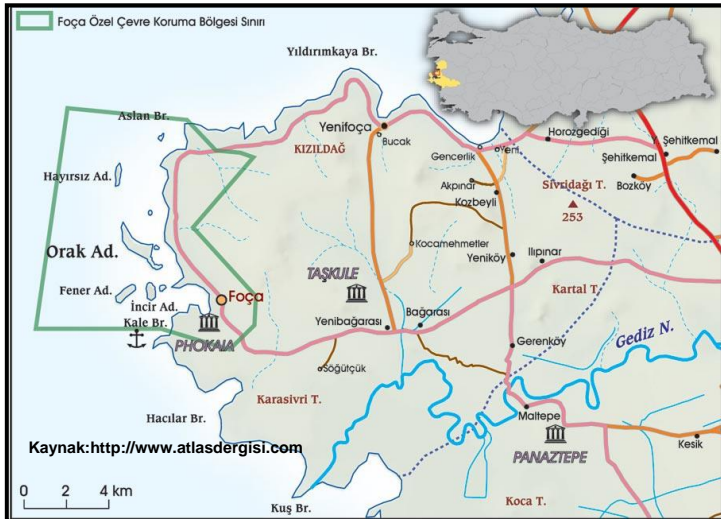 Foça Özel Çevre Koruma Bölgesi Sınırı
Yıldırımkaya Br.
Aslan Br.
Yenifoça
Bucak
KIZILDAĞ
Gencerlik
Yeni
Horozgediği
Şehitkemal
Şehitkemal
Hayırsız Ad.
Akpınar
Kozbeyli
Sivridağı T.
253
Bozköy
Orak Ad.
Kocamehmetler
Yeniköy
Ilıpınar
TAŞKULE
Fener Ad.
İncir Ad.
Foça
Kartal T.
Kale Br.
PHOKAIA
Yenibağarası
Bağarası
Gediz N.
Gerenköy
Söğütçük
Karasivri T.
Hacılar Br.
Maltepe
Kaynak:http://www.atlasdergisi.com
PANAZTEPE
Kesik
0 2 4 km
Kuş Br.
Koca T.